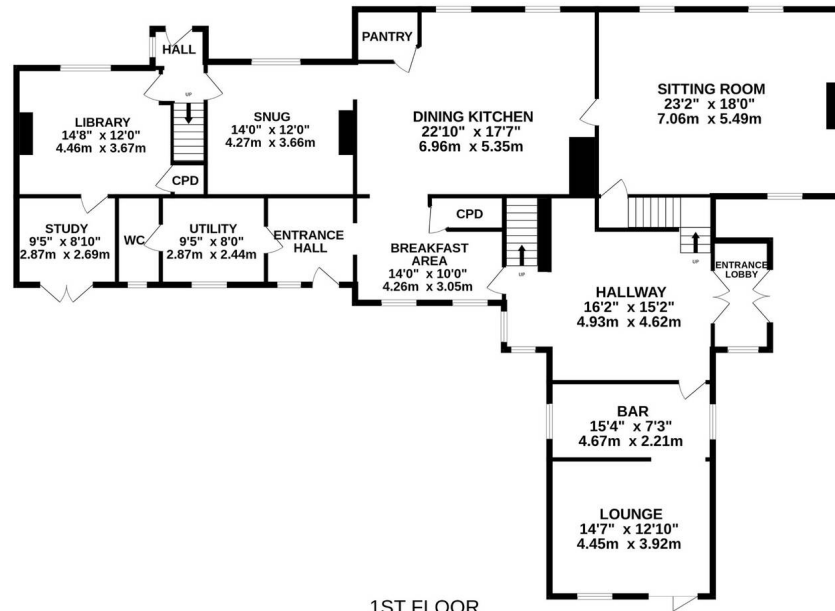 PANTRY
HALL
UP
LIBRARY
14'8" x 12'0"
4.46m x 3.67m
SNUG
14'0" x 12'0"
4.27m x 3.66m
DINING KITCHEN
22'10" x 17'7"
6.96m x 5.35m
SITTING ROOM
23'2" x 18'0"
7.06m x 5.49m
CPD
STUDY
9'5" x 8'10"
2.87m x 2.69m
WC
UTILITY
9'5" x 8'0"
2.87m x 2.44m
ENTRANCE
HALL
CPD
BREAKFAST
AREA
14'0" x 10'0"
4.26m x 3.05m
UP
UP
HALLWAY
16'2" x 15'2"
4.93m x 4.62m
ENTRANCE
LOBBY
BAR
15'4" x 7'3"
4.67m x 2.21m
LOUNGE
14'7" x 12'10"
4.45m x 3.92m
1ST FLOOR